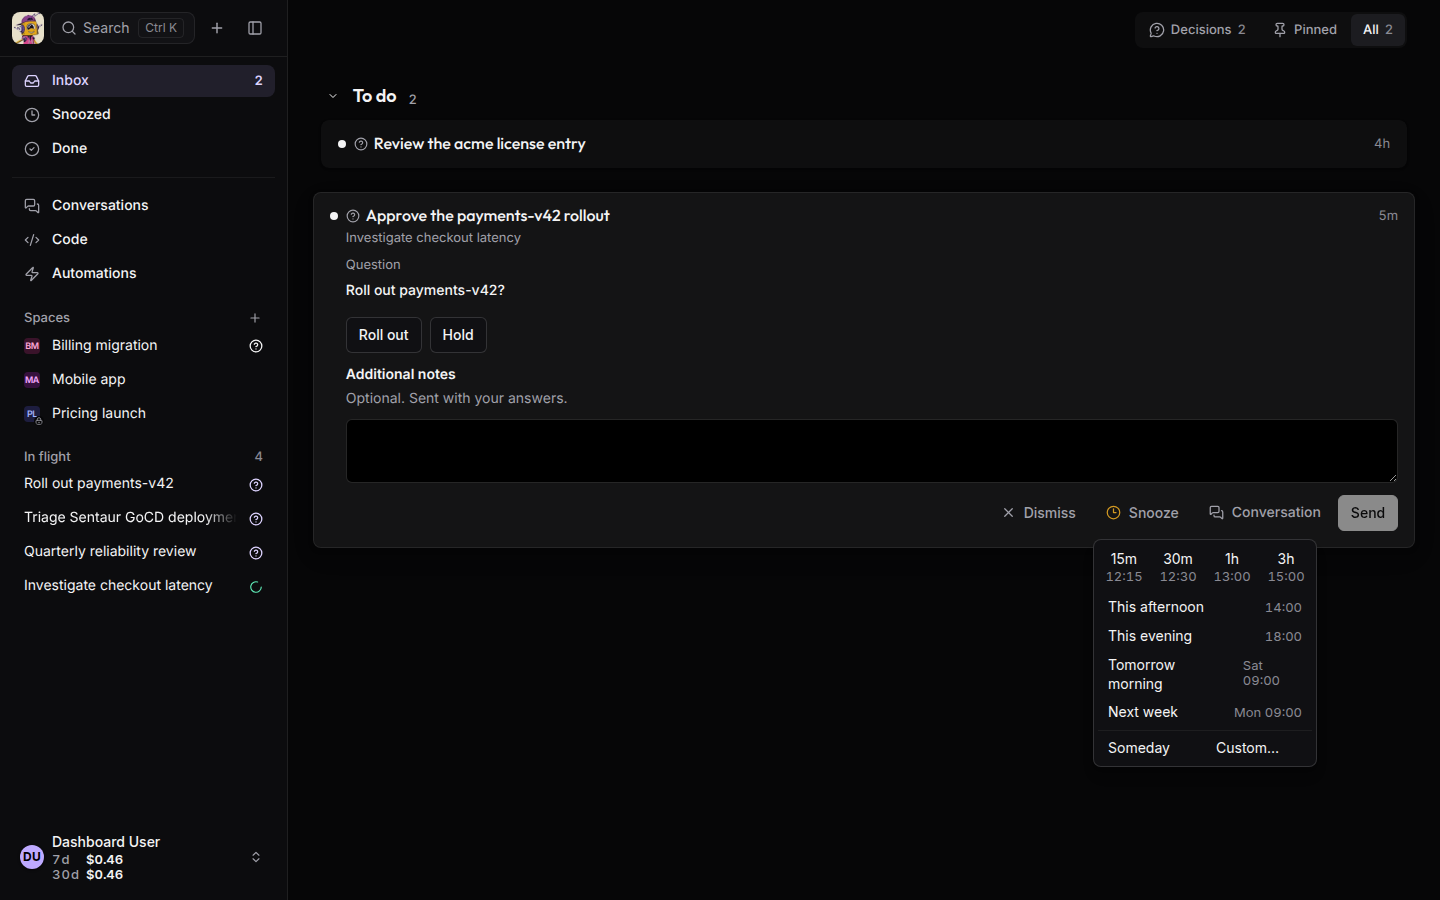 Search Ctrl K
Inbox 2
Snoozed
Done
Conversations
Code
Automations
Spaces
BM Billing migration
MA Mobile app
PL Pricing launch
In flight 4
Roll out payments-v42
Triage Sentaur GoCD deployme
Quarterly reliability review
Investigate checkout latency
DU Dashboard User
7d $0.46
30d $0.46
Decisions 2 Pinned All 2
To do 2
Review the acme license entry 4h
Approve the payments-v42 rollout 5m
Investigate checkout latency
Question
Roll out payments-v42?
Roll out Hold
Additional notes
Optional. Sent with your answers.
Dismiss Snooze Conversation Send
15m 30m 1h 3h
12:15 12:30 13:00 15:00
This afternoon 14:00
This evening 18:00
Tomorrow Sat
morning 09:00
Next week Mon 09:00
Someday Custom...